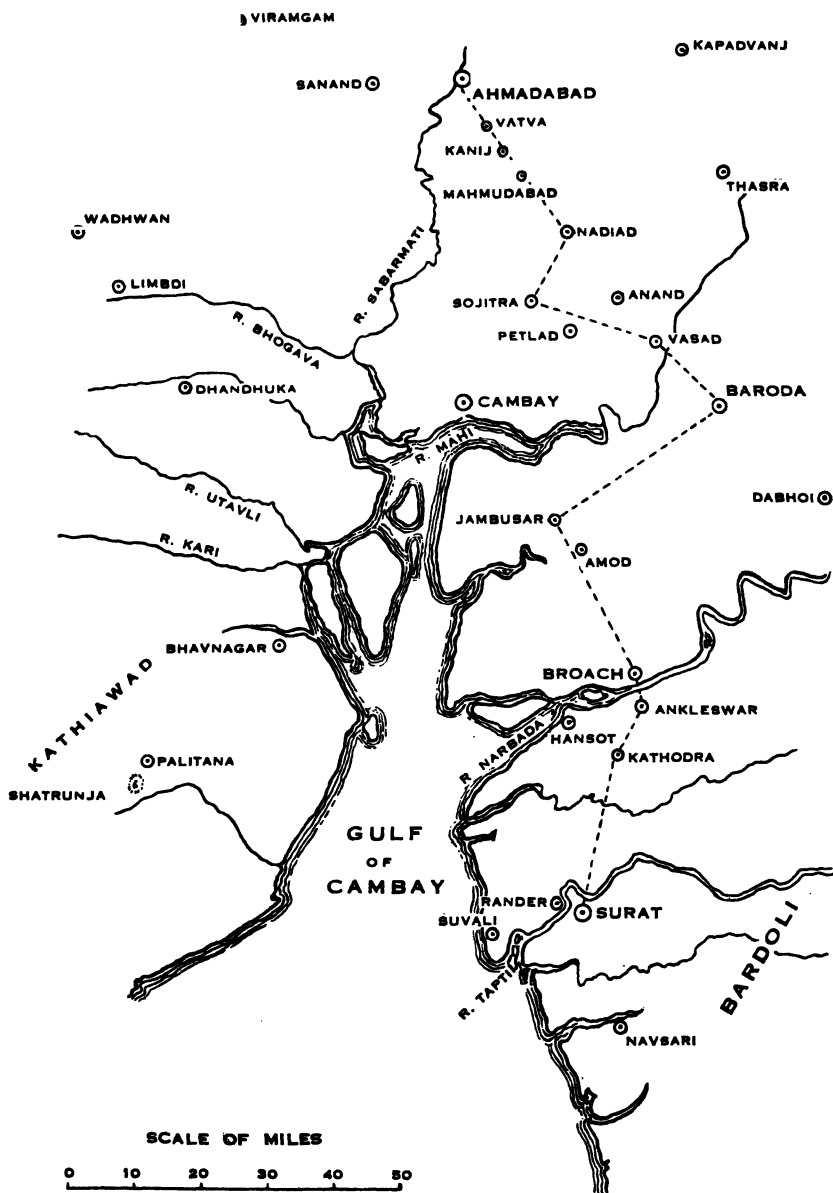 VIRAMGAM
KAPADVANJ
SANAND
AHMADABAD
VATVA
KANIJ
MAHMUDABAD
THASRA
WADHWAN
NADIAD
R. SABARMATI
LIMBDI
SOJITRA
ANAND
R. BHOGAVA
PETLAD
VASAD
DHANDHUKA
CAMBAY
BARODA
R. MAHI
R. UTAVLI
DABHOI
JAMBUSAR
R. KARI
AMOD
BHAVNAGAR
KATHIAWAD
BROACH
ANKLESWAR
R. NARBADA
HANSOT
PALITANA
KATHODRA
SHATRUNJA
GULF
OF
CAMBAY
RANDER
SURAT
SUVALI
BARDOLI
R. TAPTI
NAVSARI
SCALE OF MILES
0 10 20 30 40 50